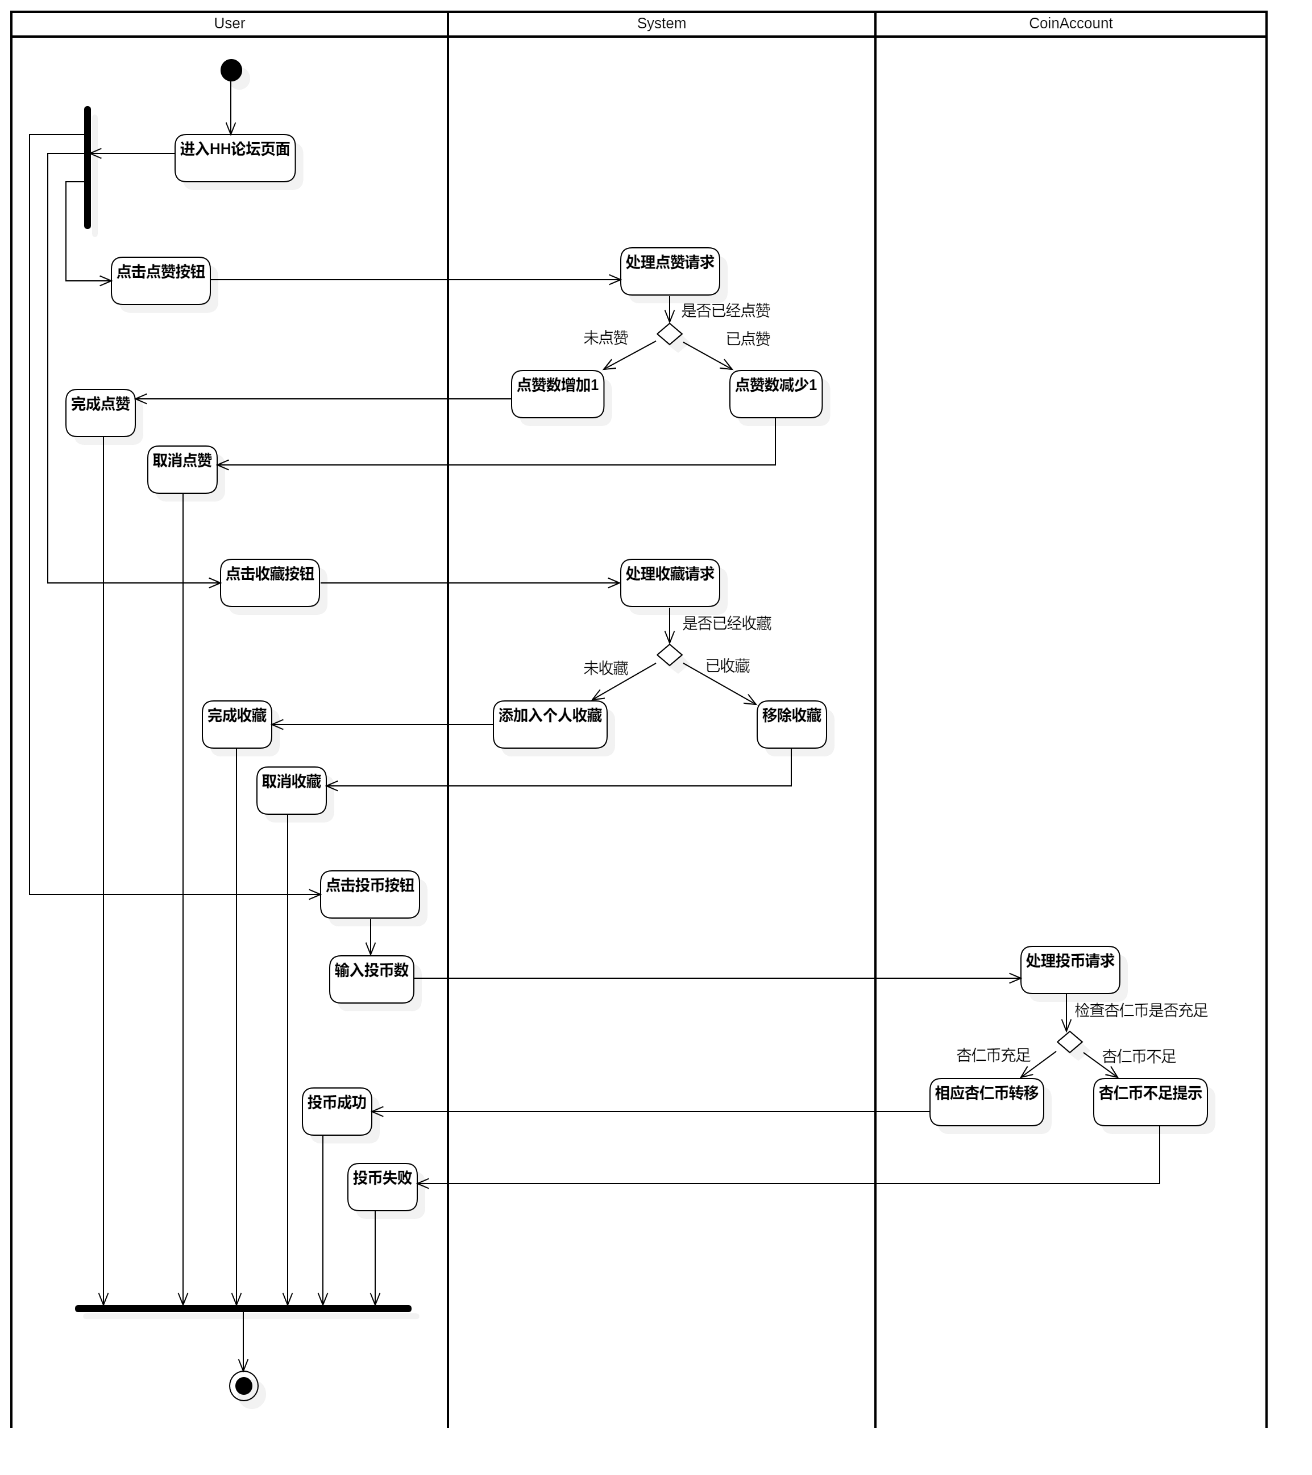 User
System
CoinAccount
进入HH论坛页面
点击点赞按钮
处理点赞请求
是否已经点赞
未点赞
已点赞
点赞数增加1
点赞数减少1
完成点赞
取消点赞
点击收藏按钮
处理收藏请求
是否已经收藏
未收藏
已收藏
完成收藏
添加入个人收藏
移除收藏
取消收藏
点击投币按钮
输入投币数
处理投币请求
检查杏仁币是否充足
杏仁币充足
杏仁币不足
相应杏仁币转移
杏仁币不足提示
投币成功
投币失败